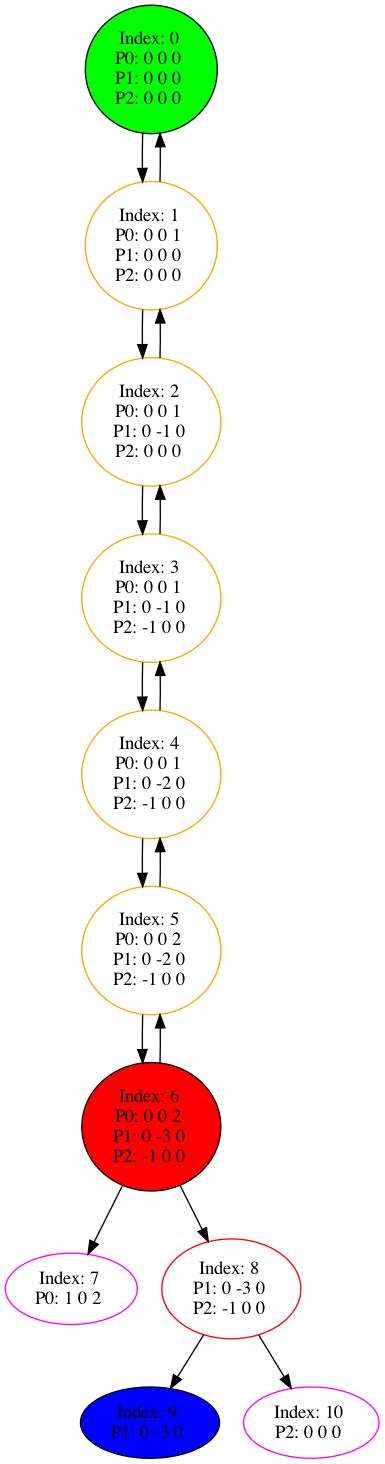 Index: 0
P0: 0 0 0
P1: 0 0 0
P2: 0 0 0
Index: 1
P0: 0 0 1
P1: 0 0 0
P2: 0 0 0
Index: 2
P0: 0 0 1
P1: 0 -1 0
P2: 0 0 0
Index: 3
P0: 0 0 1
P1: 0 -1 0
P2: -1 0 0
Index: 4
P0: 0 0 1
P1: 0 -2 0
P2: -1 0 0
Index: 5
P0: 0 0 2
P1: 0 -2 0
P2: -1 0 0
Index: 6
P0: 0 0 2
P1: 0 -3 0
P2: -1 0 0
Index: 7
P0: 1 0 2
Index: 8
P1: 0 -3 0
P2: -1 0 0
Index: 9
P1: 0 -3 0
Index: 10
P2: 0 0 0